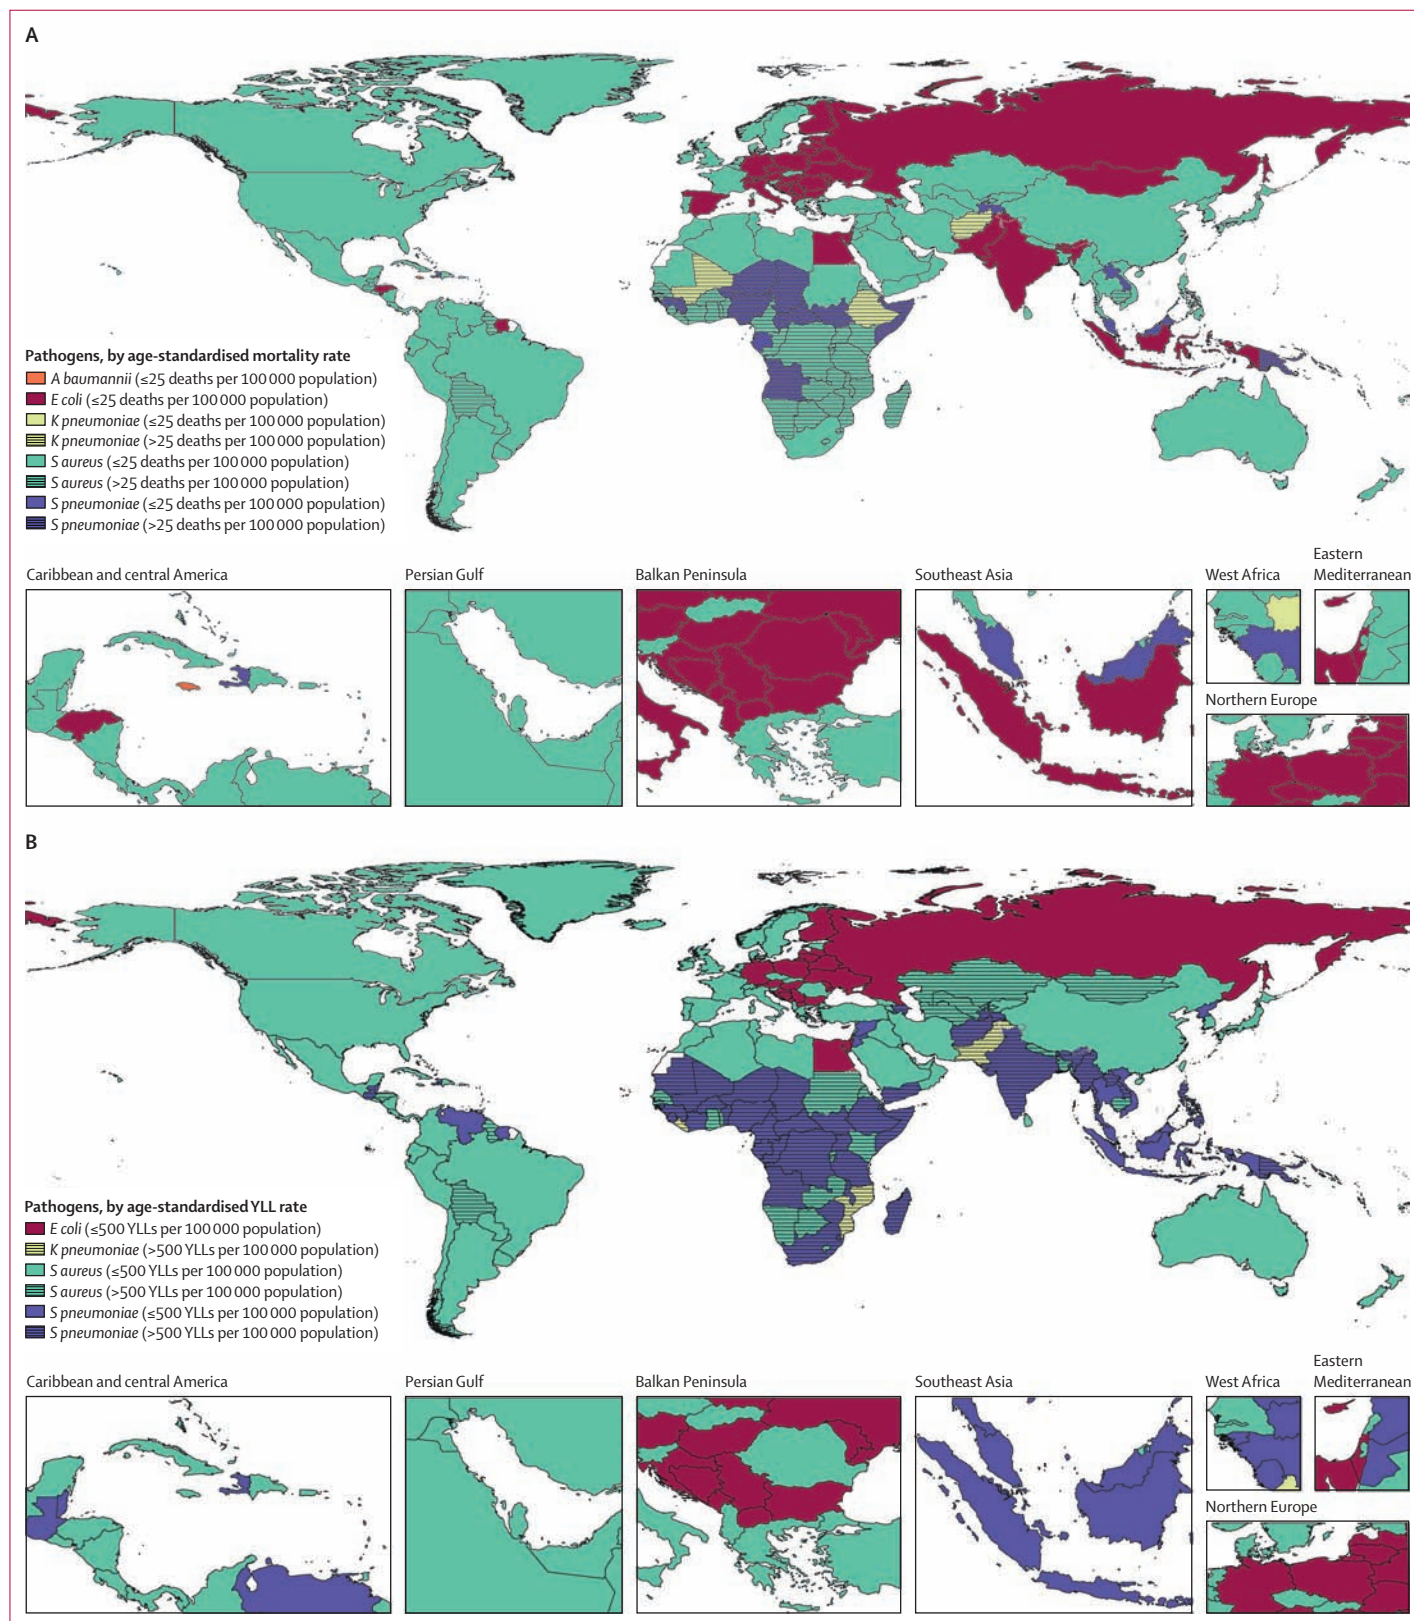 A
Pathogens, by age-standardised mortality rate
A baumannii (≤25 deaths per 100 000 population)
E coli (≤25 deaths per 100 000 population)
K pneumoniae (≤25 deaths per 100 000 population)
K pneumoniae (>25 deaths per 100 000 population)
S aureus (≤25 deaths per 100 000 population)
S aureus (>25 deaths per 100 000 population)
S pneumoniae (≤25 deaths per 100 000 population)
S pneumoniae (>25 deaths per 100 000 population)
Caribbean and central America
Persian Gulf
Balkan Peninsula
Southeast Asia
West Africa
Eastern
Mediterranean
Northern Europe
B
Pathogens, by age-standardised YLL rate
E coli (≤500 YLLs per 100 000 population)
K pneumoniae (>500 YLLs per 100 000 population)
S aureus (≤500 YLLs per 100 000 population)
S aureus (>500 YLLs per 100 000 population)
S pneumoniae (≤500 YLLs per 100 000 population)
S pneumoniae (>500 YLLs per 100 000 population)
Caribbean and central America
Persian Gulf
Balkan Peninsula
Southeast Asia
West Africa
Eastern
Mediterranean
Northern Europe